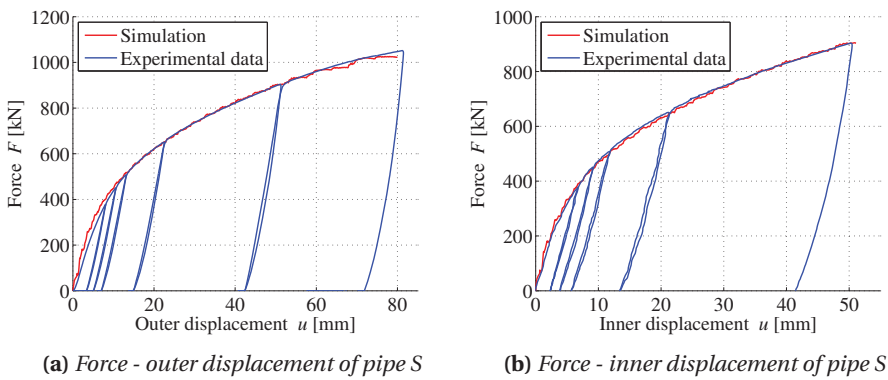 1200
1000
800
600
400
200
0
Force F [kN]
Simulation
Experimental data
0 20 40 60 80
Outer displacement u [mm]
(a) Force - outer displacement of pipe S
1000
800
600
400
200
0
Force F [kN]
Simulation
Experimental data
0 10 20 30 40 50
Inner displacement u [mm]
(b) Force - inner displacement of pipe S